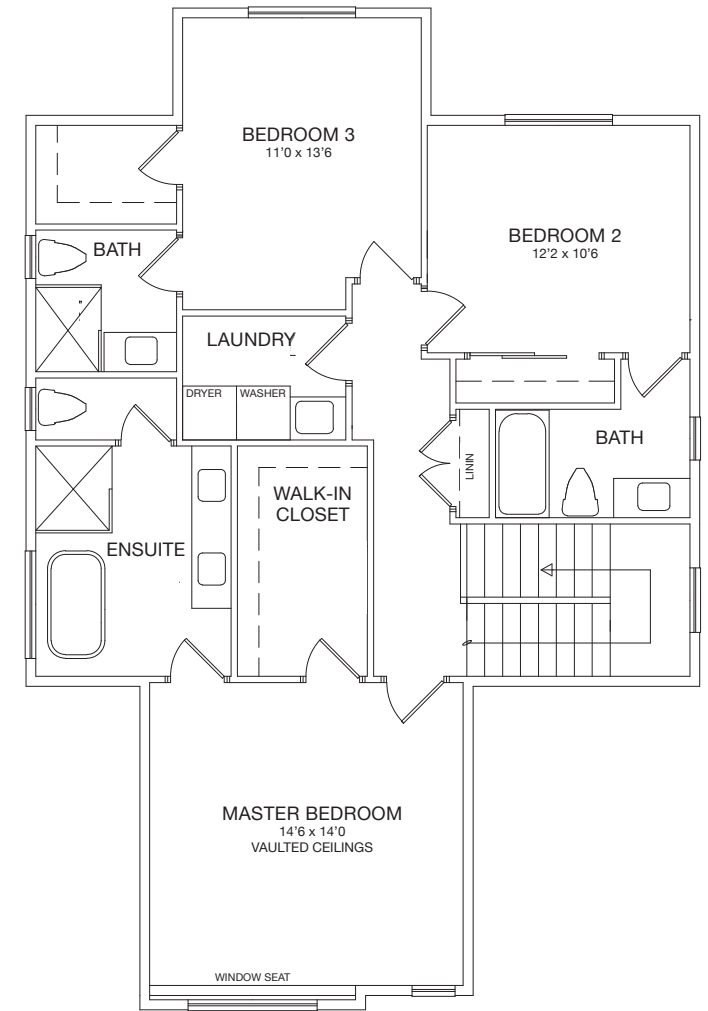 BEDROOM 3
11'0 x 13'6
BEDROOM 2
12'2 x 10'6
BATH
LAUNDRY
DRYER
WASHER
BATH
LININ
WALK-IN
CLOSET
ENSUITE
MASTER BEDROOM
14'6 x 14'0
VAULTED CEILINGS
WINDOW SEAT